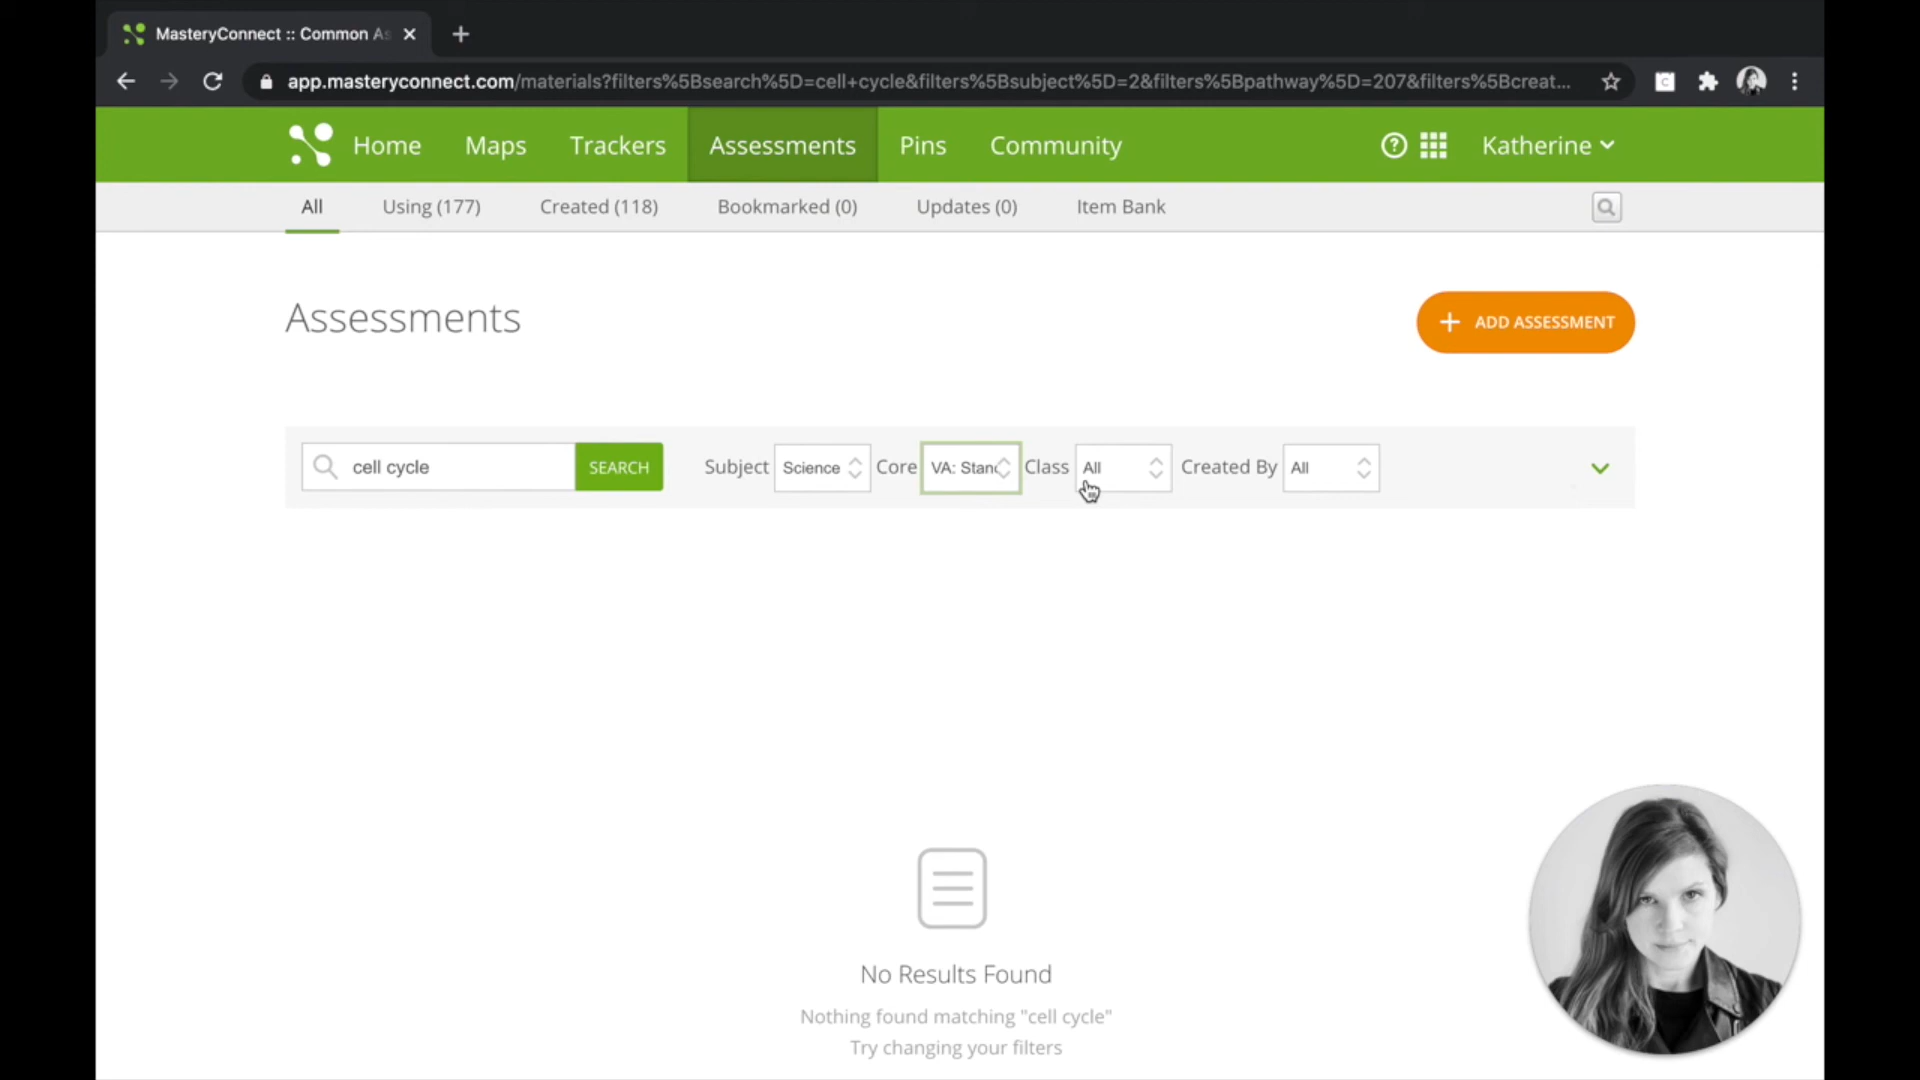 MasteryConnect :: Common As
app.masteryconnect.com/materials?filters%5Bsearch%5D=cell+cycle&filters%5Bsubject%5D=2&filters%5Bpathway%5D=207&filters%5Bcreat...
Home Maps Trackers Assessments Pins Community Katherine
All Using (177) Created (118) Bookmarked (0) Updates (0) Item Bank
Assessments
+ ADD ASSESSMENT
cell cycle SEARCH Subject Science Core VA: Stand Class All Created By All
No Results Found
Nothing found matching "cell cycle"
Try changing your filters